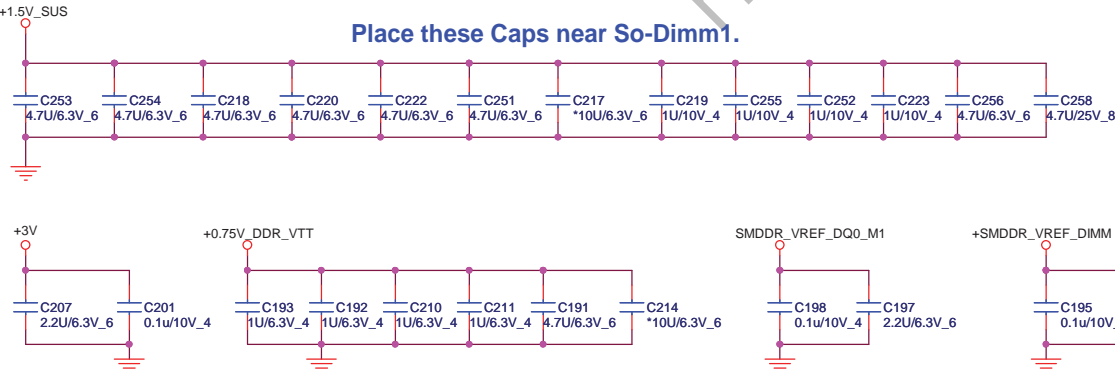 +1.5V_SUS
Place these Caps near So-Dimm1.
C253 C254 C218 C220 C222 C251 C217 C219 C255 C252 C223 C256 C258
4.7U/6.3V_6 4.7U/6.3V_6 4.7U/6.3V_6 4.7U/6.3V_6 4.7U/6.3V_6 4.7U/6.3V_6 *10U/6.3V_6 1U/10V_4 1U/10V_4 1U/10V_4 1U/10V_4 4.7U/6.3V_6 4.7U/25V_8
+3V +0.75V_DDR_VTT SMDDR_VREF_DQ0_M1 +SMDDR_VREF_DIMM
C207 C201 C193 C192 C210 C211 C191 C214 C198 C197 C195
2.2U/6.3V_6 0.1u/10V_4 1U/6.3V_4 1U/6.3V_4 1U/6.3V_4 1U/6.3V_4 4.7U/6.3V_6 *10U/6.3V_6 0.1u/10V_4 2.2U/6.3V_6 0.1u/10V_